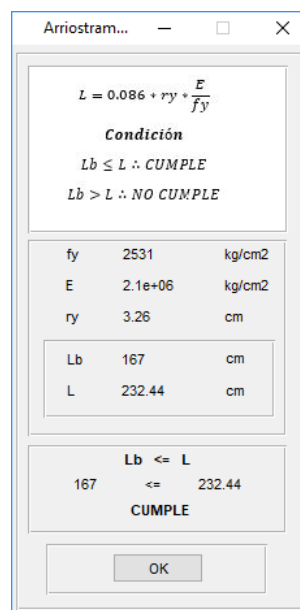 Arriostram...
L = 0.086 * ry * E/fy
Condición
Lb ≤ L ∴ CUMPLE
Lb > L ∴ NO CUMPLE
fy 2531 kg/cm2
E 2.1e+06 kg/cm2
ry 3.26 cm
Lb 167 cm
L 232.44 cm
Lb <= L
167 <= 232.44
CUMPLE
OK